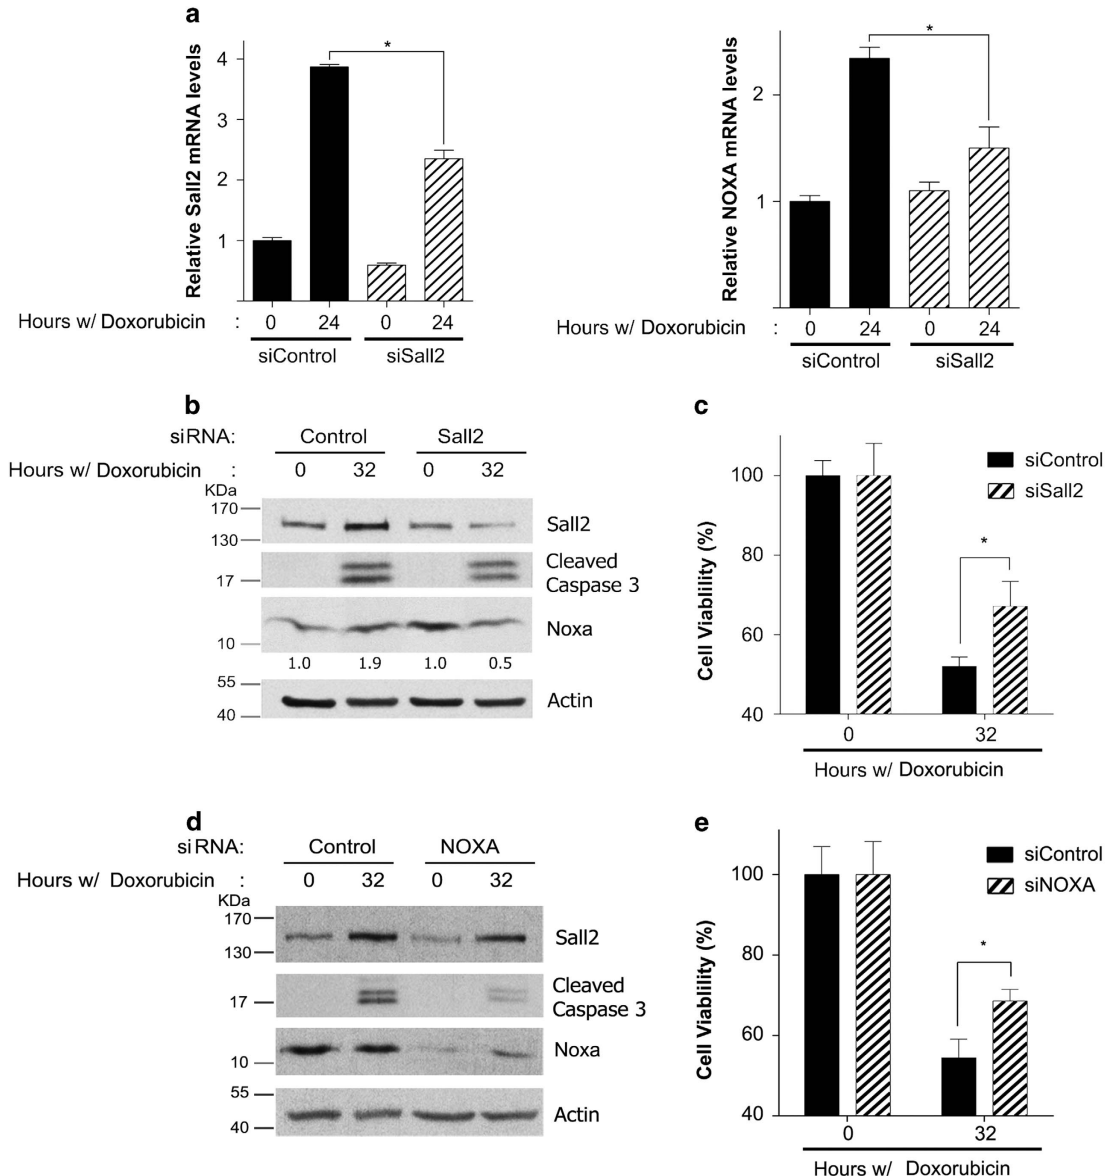 a
Relative Sall2 mRNA levels
4
3
2
1
*
Hours w/ Doxorubicin : 0 24 0 24
siControl siSall2
Relative NOXA mRNA levels
2
1
*
Hours w/ Doxorubicin : 0 24 0 24
siControl siSall2
b
siRNA: Control Sall2
Hours w/ Doxorubicin : 0 32 0 32
KDa
170
130
Sall2
17
Cleaved
Caspase 3
10
Noxa
1.0 1.9 1.0 0.5
55
40
Actin
c
Cell Viablility (%)
100
80
60
40
*
siControl
siSall2
0 32
Hours w/ Doxorubicin
d
siRNA: Control NOXA
Hours w/ Doxorubicin : 0 32 0 32
KDa
170
130
Sall2
17
Cleaved
Caspase 3
10
Noxa
55
40
Actin
e
Cell Viablility (%)
100
80
60
40
*
siControl
siNOXA
0 32
Hours w/ Doxorubicin